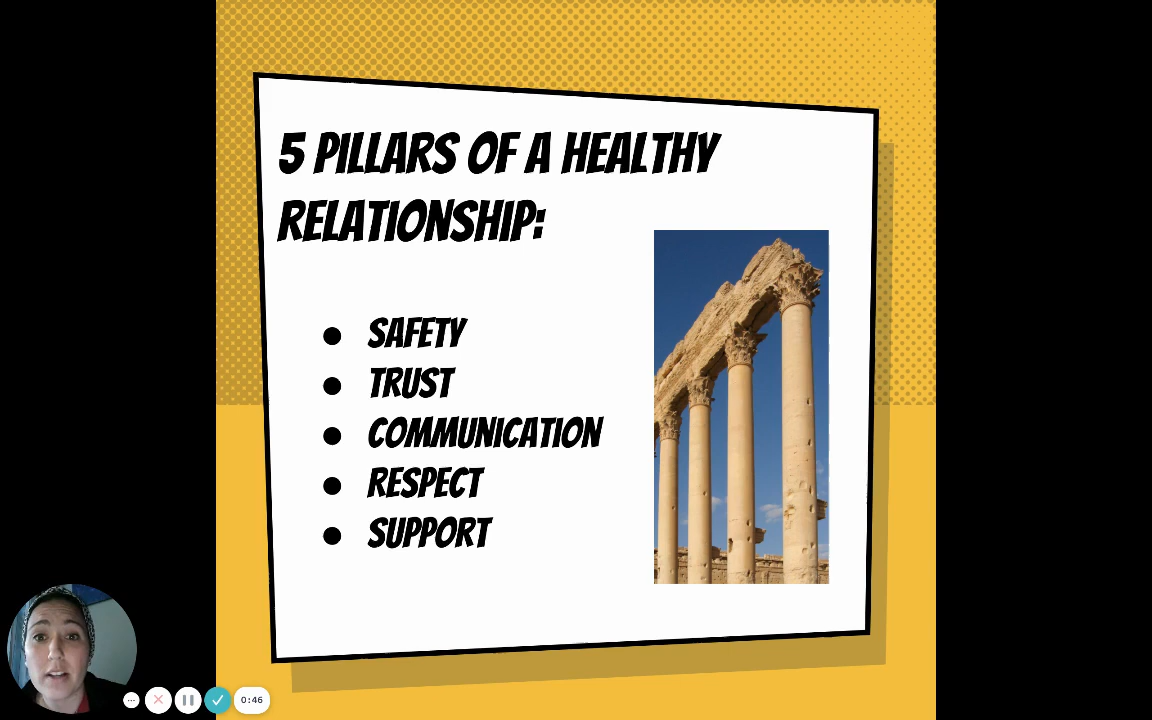 5 PILLARS OF A HEALTHY
RELATIONSHIP:
● SAFETY
● TRUST
● COMMUNICATION
● RESPECT
● SUPPORT
0:46